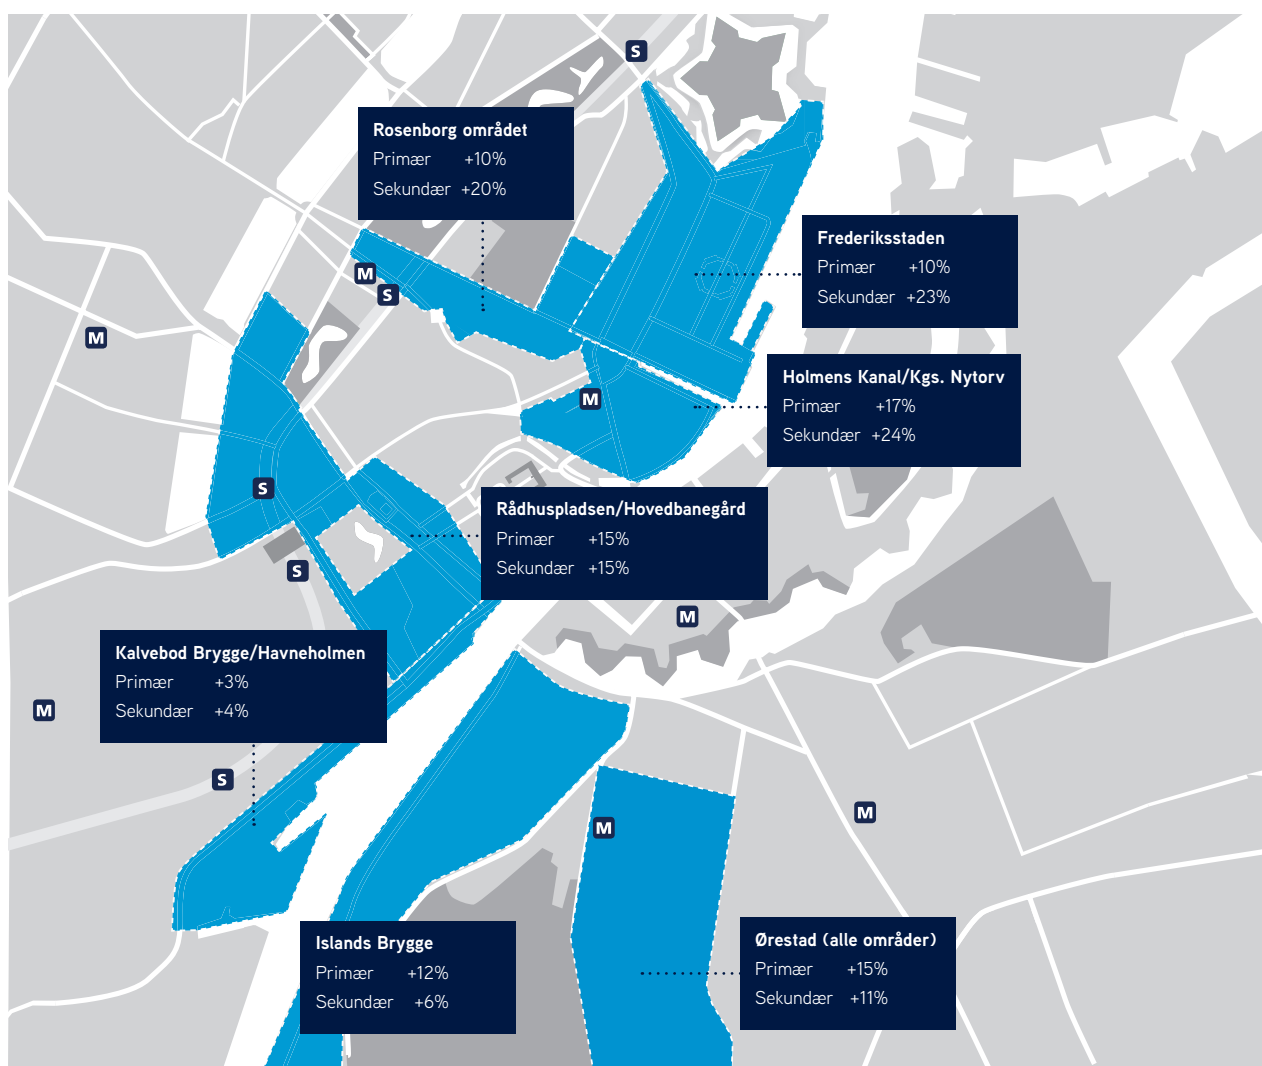 S
Rosenborg området
Primær +10%
Sekundær +20%
Frederiksstaden
Primær +10%
Sekundær +23%
M
S
M
Holmens Kanal/Kgs. Nytorv
Primær +17%
Sekundær +24%
M
S
Rådhuspladsen/Hovedbanegård
Primær +15%
Sekundær +15%
S
M
Kalvebod Brygge/Havneholmen
Primær +3%
Sekundær +4%
M
S
M
M
Islands Brygge
Primær +12%
Sekundær +6%
Ørestad (alle områder)
Primær +15%
Sekundær +11%